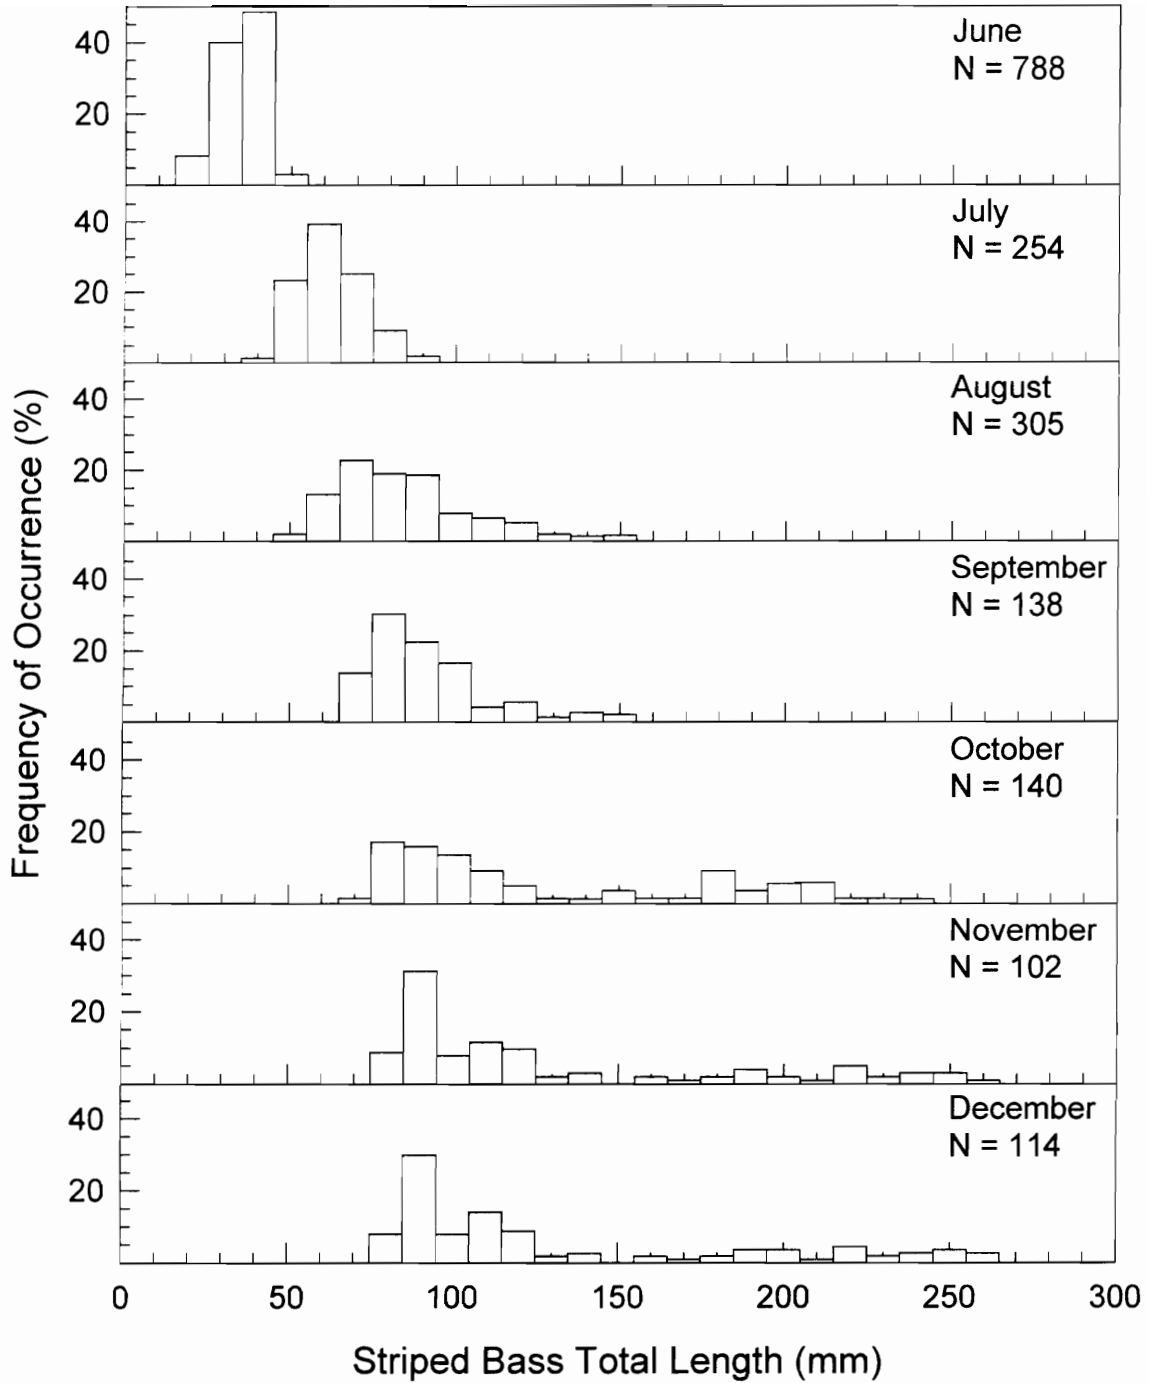 June
N = 788
40
20
July
N = 254
40
20
August
N = 305
40
20
September
N = 138
40
20
October
N = 140
40
20
November
N = 102
40
20
December
N = 114
40
20
0 50 100 150 200 250 300
Striped Bass Total Length (mm)
Frequency of Occurrence (%)